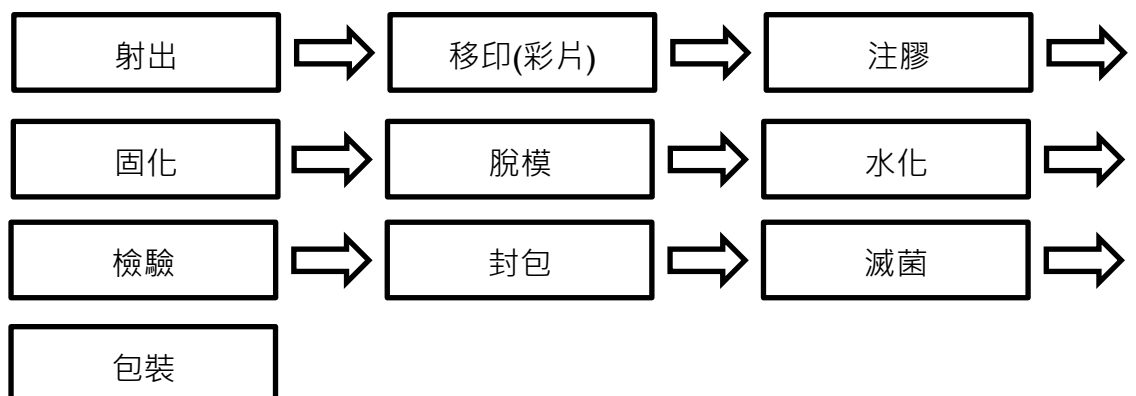 射出 移印(彩片) 注膠
固化 脫模 水化
檢驗 封包 滅菌
包裝